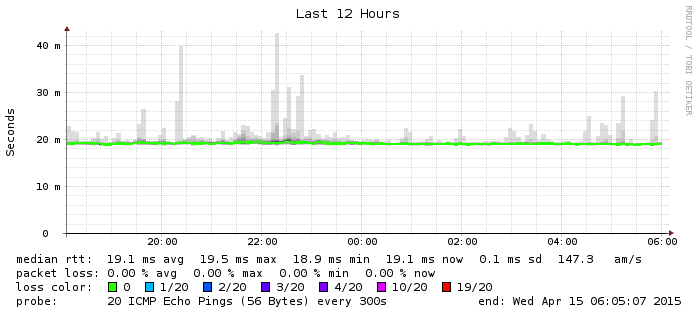 Last 12 Hours
RRDTOOL / TOBI OETIKER
Seconds
40 m
30 m
20 m
10 m
0
20:00 22:00 00:00 02:00 04:00 06:00
median rtt: 19.1 ms avg 19.5 ms max 18.9 ms min 19.1 ms now 0.1 ms sd 147.3 am/s
packet loss: 0.00 % avg 0.00 % max 0.00 % min 0.00 % now
loss color: 0 1/20 2/20 3/20 4/20 10/20 19/20
probe: 20 ICMP Echo Pings (56 Bytes) every 300s end: Wed Apr 15 06:05:07 2015